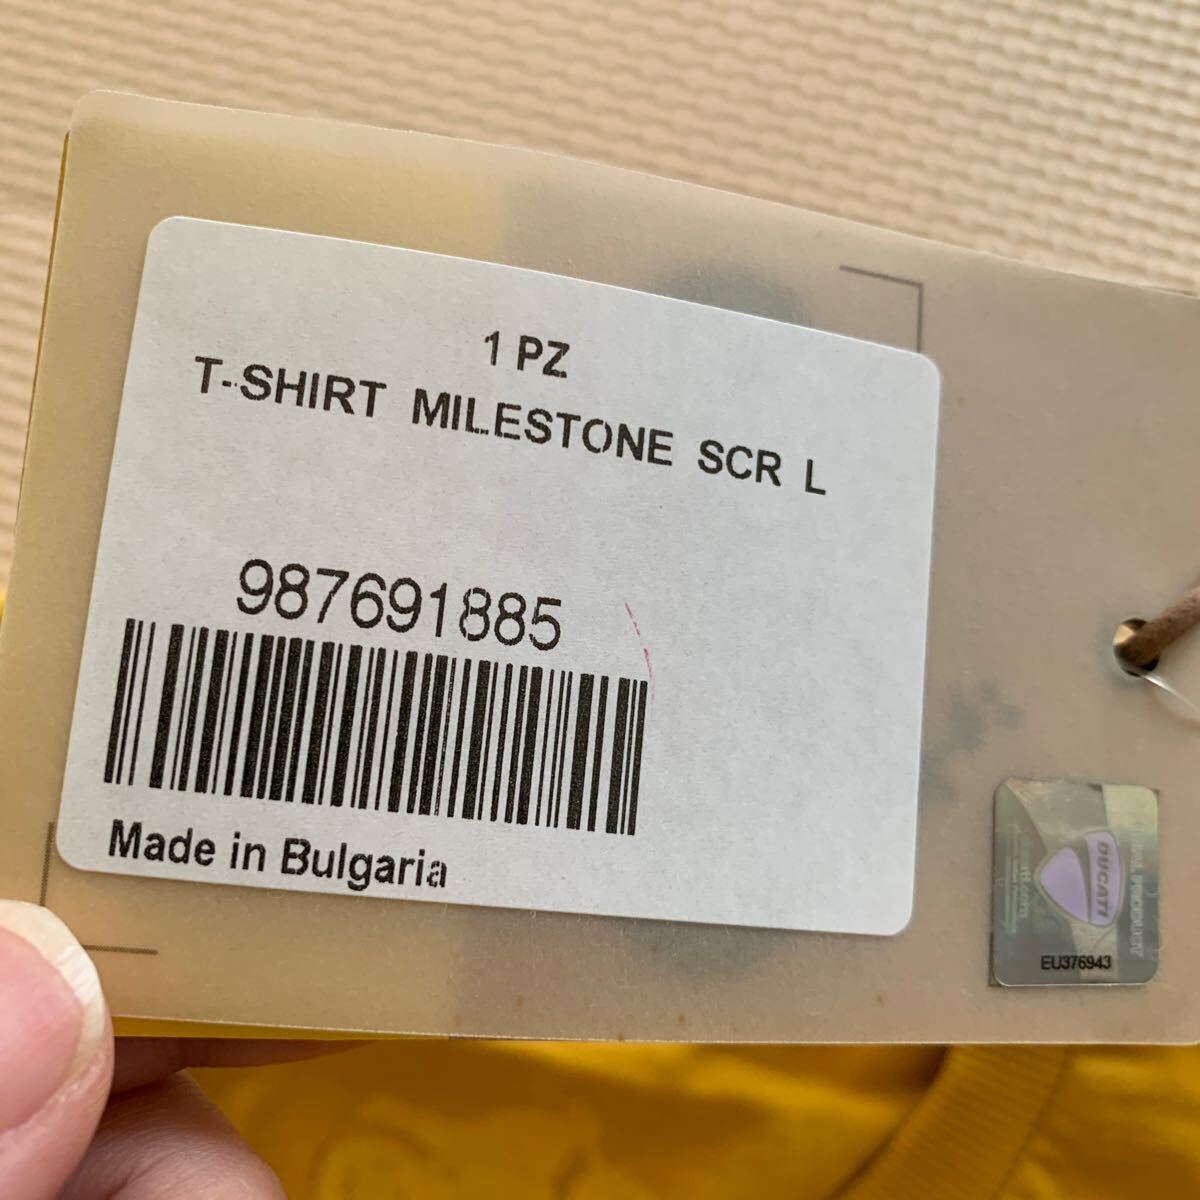 1 PZ
T-SHIRT MILESTONE SCR L
987691885
Made in Bulgaria
DUCATI
EU376943